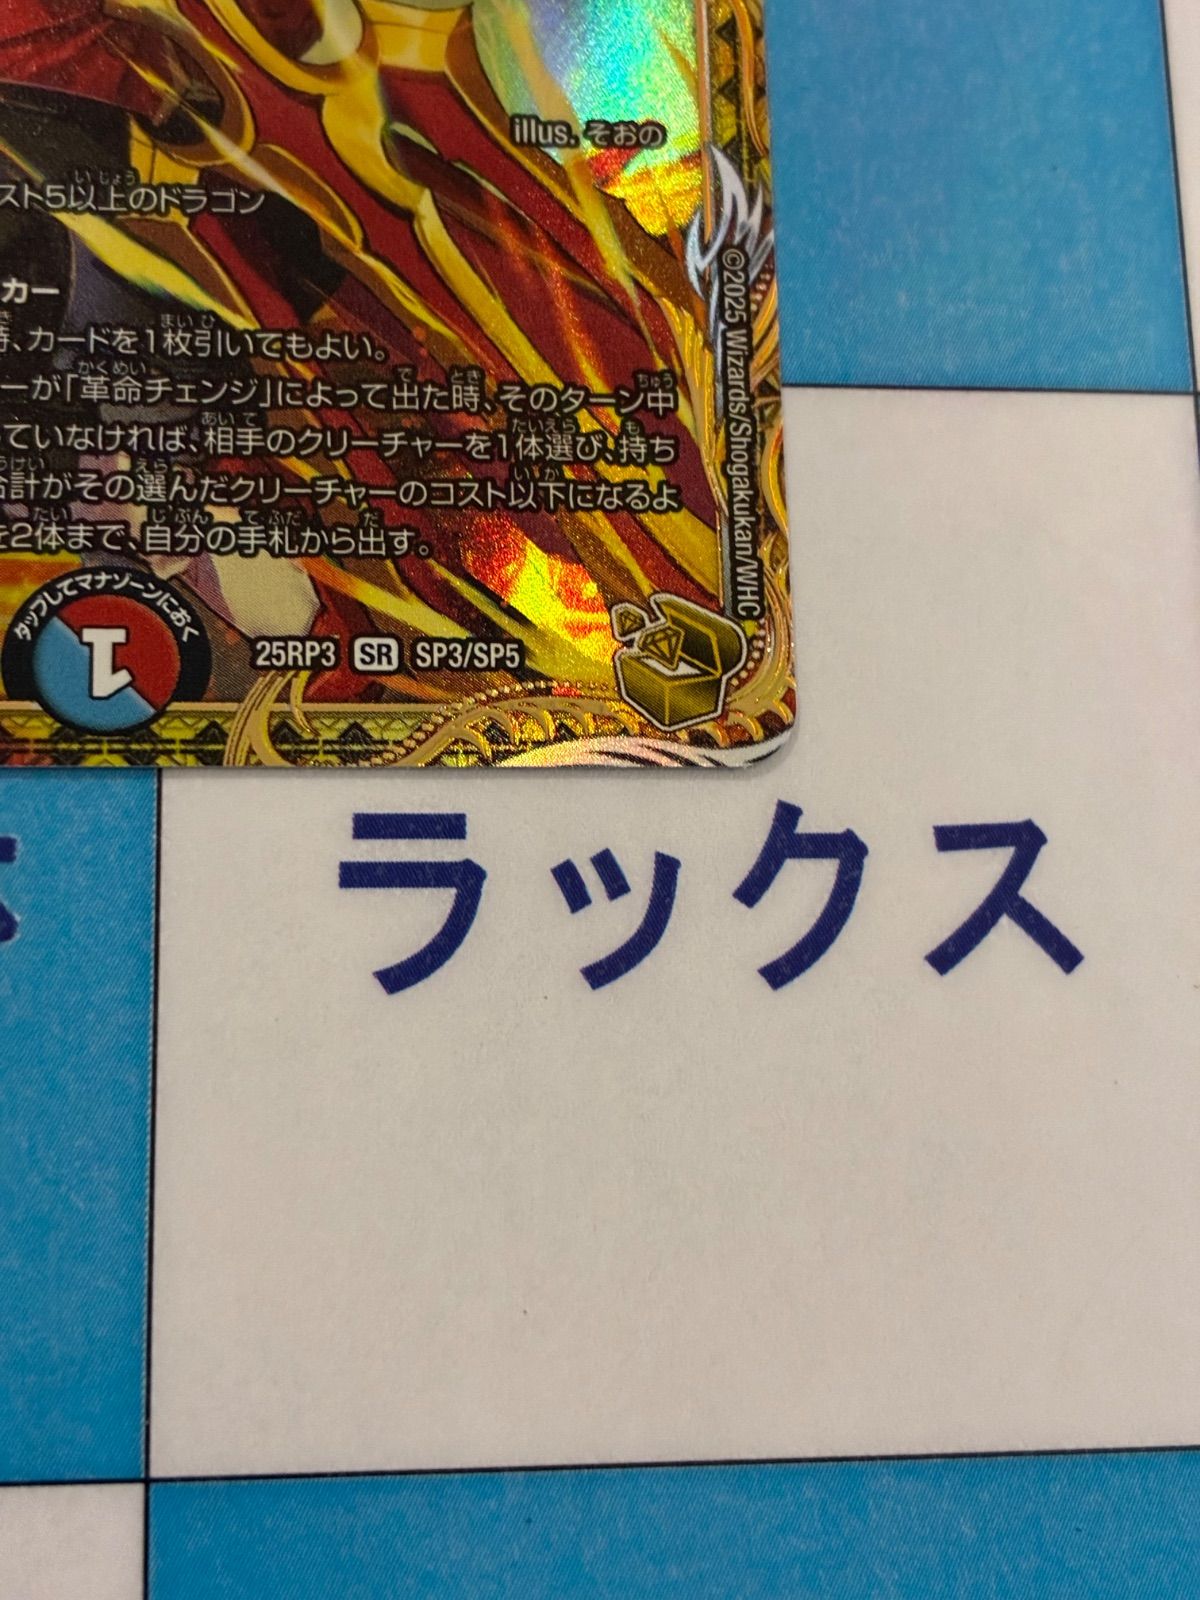 illus. そおの
スト5以上のドラゴン
カー
時、カードを1枚引いてもよい。
ーが「革命チェンジ」によって出た時、そのターン中
っていなければ、相手のクリーチャーを1体選び、持ち
合計がその選んだクリーチャーのコスト以下になるよ
を2体まで、自分の手札から出す。
©2025 Wizards/Shogakukan/WHC
タップしてマナゾーンにおく
1
25RP3 SR SP3/SP5
ラックス